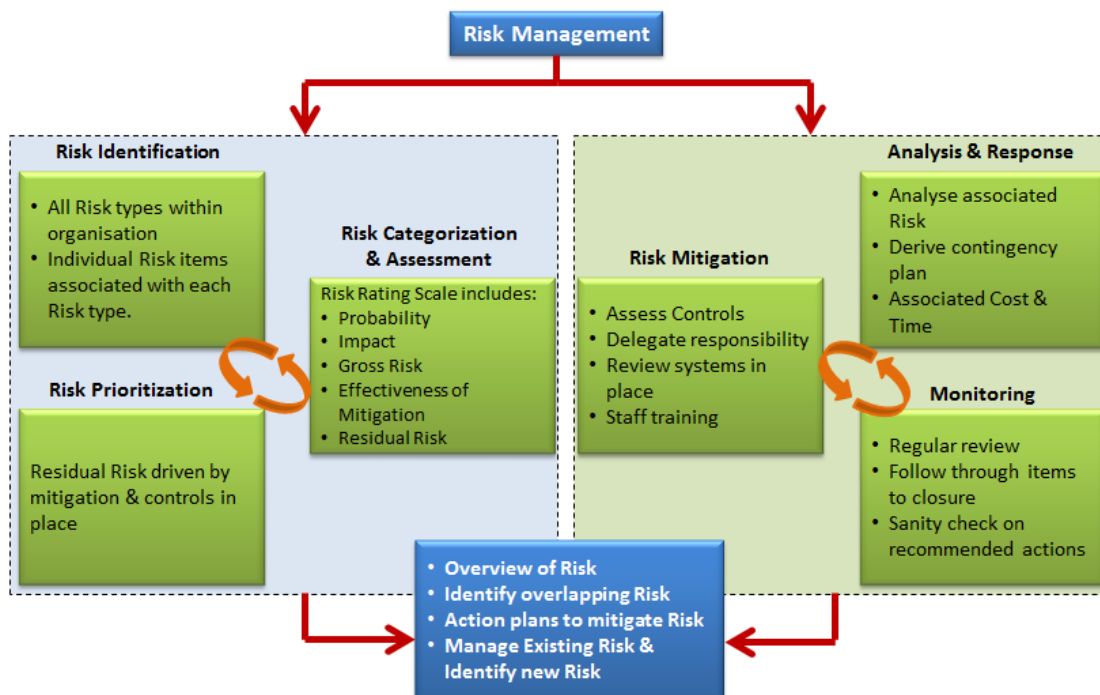 Risk Management
Risk Identification
• All Risk types within
organisation
• Individual Risk items
associated with each
Risk type.
Risk Prioritization
Residual Risk driven by
mitigation & controls in
place
Risk Categorization
& Assessment
Risk Rating Scale includes:
• Probability
• Impact
• Gross Risk
• Effectiveness of
Mitigation
• Residual Risk
Risk Mitigation
• Assess Controls
• Delegate responsibility
• Review systems in
place
• Staff training
Analysis & Response
• Analyse associated
Risk
• Derive contingency
plan
• Associated Cost &
Time
Monitoring
• Regular review
• Follow through items
to closure
• Sanity check on
recommended actions
• Overview of Risk
• Identify overlapping Risk
• Action plans to mitigate Risk
• Manage Existing Risk &
Identify new Risk